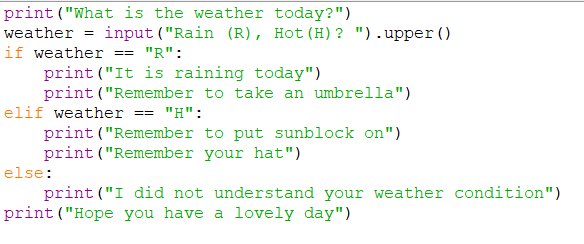 print("What is the weather today?")
weather = input("Rain (R), Hot(H)? ").upper()
if weather == "R":
    print("It is raining today")
    print("Remember to take an umbrella")
elif weather == "H":
    print("Remember to put sunblock on")
    print("Remember your hat")
else:
    print("I did not understand your weather condition")
print("Hope you have a lovely day")